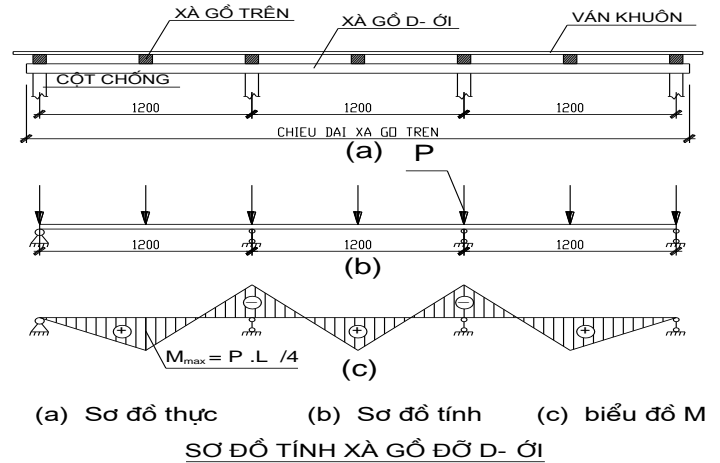 XÀ GỒ TRÊN
XÀ GỒ D- ỚI
VÁN KHUÔN
CỘT CHỐNG
1200 1200 1200
CHIEU DAI XA GO TREN
(a) P
1200 1200 1200
(b)
Mmax = P .L /4
(c)
(a) Sơ đồ thực (b) Sơ đồ tính (c) biểu đồ M
SƠ ĐỒ TÍNH XÀ GỒ ĐỠ D- ỚI